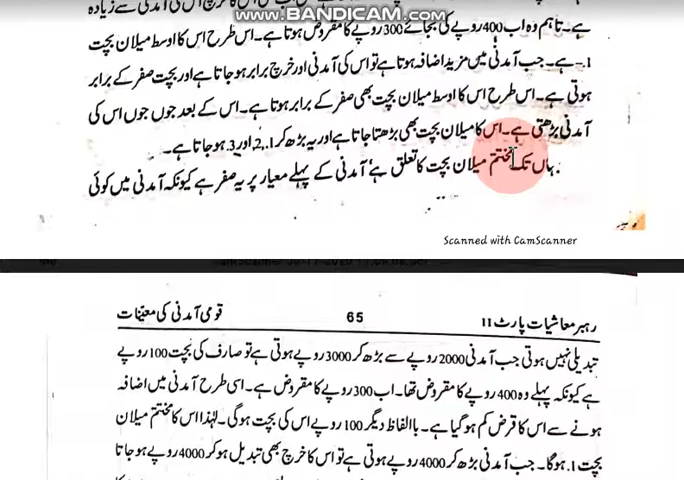 www.BANDICAM.com
ہے۔ تاہم وہ اب 400 روپے کی بجائے 300 روپے کا مقروض ہوتا ہے۔ اس طرح اس کا اوسط میلان بچت
1.- ہے۔ جب آمدنی میں مزید اضافہ ہوتا ہے تو اس کی آمدنی اور خرچ برابر ہو جاتا ہے اور بچت صفر کے برابر
ہوتی ہے۔ اس طرح اس کا اوسط میلان بچت بھی صفر کے برابر ہوتا ہے۔ اس کے بعد جوں جوں اس کی
آمدنی بڑھتی ہے۔ اس کا میلان بچت بھی بڑھتا جاتا ہے اور یہ بڑھ کر 1.، 2. اور 3. ہو جاتا ہے۔
ہاں تک مختتم میلان بچت کا تعلق ہے' آمدنی کے پہلے معیار پر یہ صفر ہے کیونکہ آمدنی میں کوئی
Scanned with CamScanner
رہبر معاشیات پارٹ II 65 قومی آمدنی کی معینات
تبدیلی نہیں ہوتی جب آمدنی 2000 روپے سے بڑھ کر 3000 روپے ہوتی ہے تو صارف کی بچت 100 روپے
ہے کیونکہ پہلے وہ 400 روپے کا مقروض تھا۔ اب 300 روپے کا مقروض ہے۔ اسی طرح آمدنی میں اضافہ
ہونے سے اس کا قرض کم ہو گیا ہے۔ باالفاظ دیگر 100 روپے اس کی بچت ہوگی۔ لہٰذا اس کا مختتم میلان
بچت 1. ہوگا۔ جب آمدنی بڑھ کر 4000 روپے ہوتی ہے تو اس کا خرچ بھی تبدیل ہو کر 4000 روپے ہو جاتا